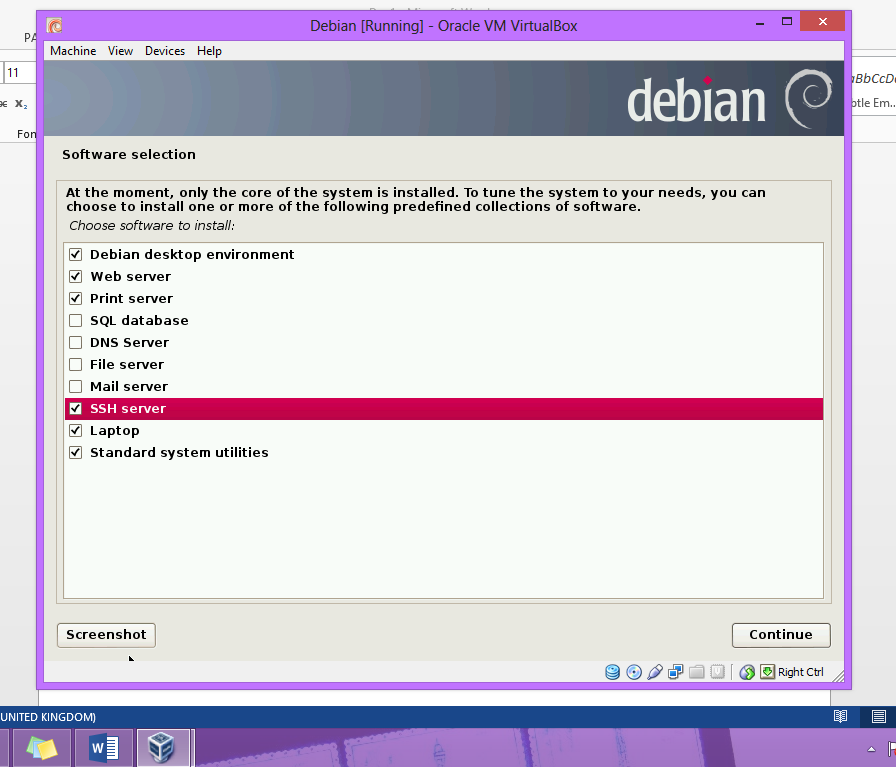 Debian [Running] - Oracle VM VirtualBox
PA
Machine View Devices Help
11
debian
Fon
Software selection
At the moment, only the core of the system is installed. To tune the system to your needs, you can
choose to install one or more of the following predefined collections of software.
Choose software to install:
Debian desktop environment
Web server
Print server
SQL database
DNS Server
File server
Mail server
SSH server
Laptop
Standard system utilities
Screenshot
Continue
Right Ctrl
UNITED KINGDOM)